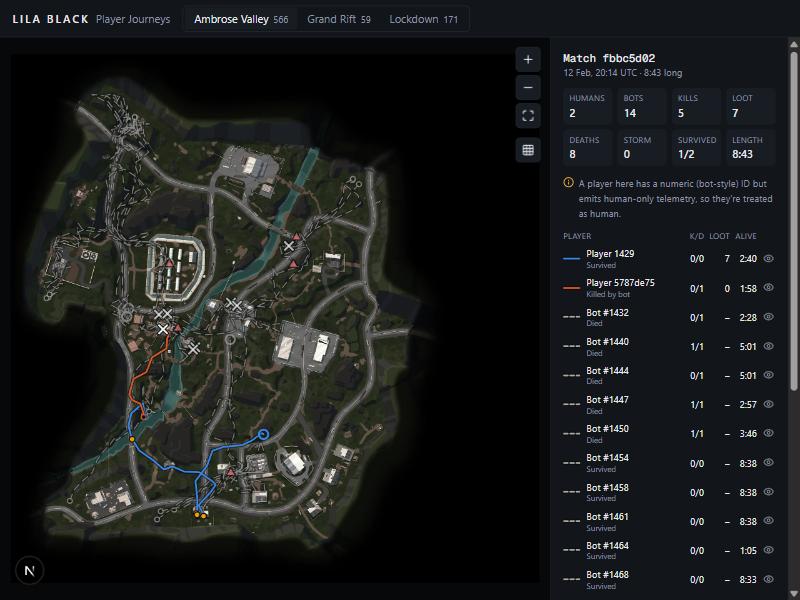 LILA BLACK Player Journeys Ambrose Valley 566 Grand Rift 59 Lockdown 171
Match fbbc5d02
12 Feb, 20:14 UTC · 8:43 long
HUMANS BOTS KILLS LOOT
2 14 5 7
DEATHS STORM SURVIVED LENGTH
8 0 1/2 8:43
A player here has a numeric (bot-style) ID but
emits human-only telemetry, so they're treated
as human.
PLAYER K/D LOOT ALIVE
Player 1429 0/0 7 2:40
Survived
Player 5787de75 0/1 0 1:58
Killed by bot
Bot #1432 0/1 – 2:28
Died
Bot #1440 1/1 – 5:01
Died
Bot #1444 0/1 – 5:01
Died
Bot #1447 1/1 – 2:57
Died
Bot #1450 1/1 – 3:46
Died
Bot #1454 0/0 – 8:38
Survived
Bot #1458 0/0 – 8:38
Survived
Bot #1461 0/0 – 8:38
Survived
Bot #1464 0/0 – 1:05
Survived
Bot #1468 0/0 – 8:33
Survived
N